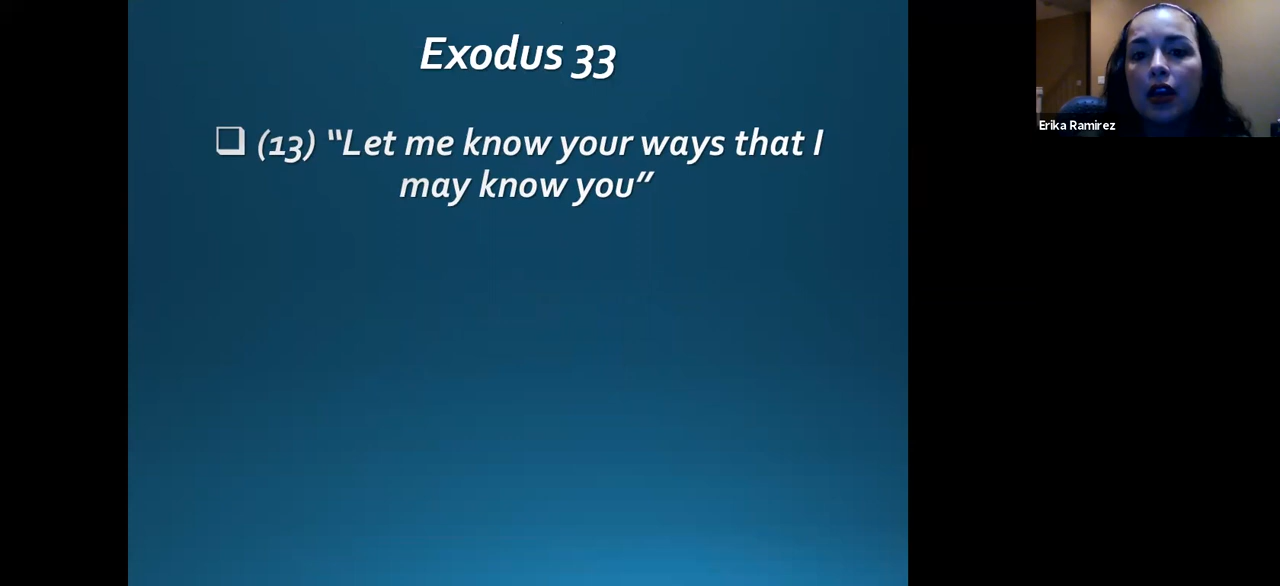 Exodus 33
(13) “Let me know your ways that I
may know you”
Erika Ramirez